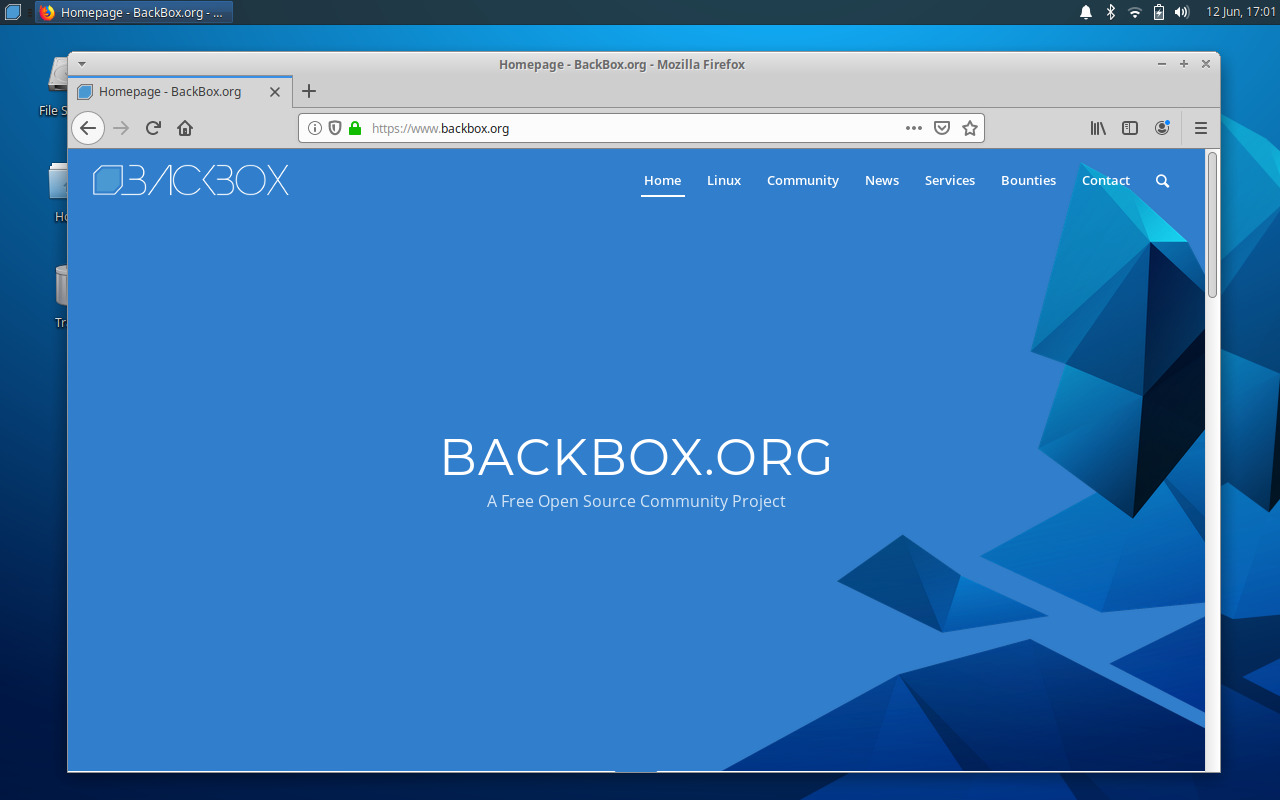 Homepage - BackBox.org - ...
12 Jun, 17:01
File S
Ho
Tra
Homepage - BackBox.org - Mozilla Firefox
Homepage - BackBox.org
https://www.backbox.org
BACKBOX
Home Linux Community News Services Bounties Contact
BACKBOX.ORG
A Free Open Source Community Project